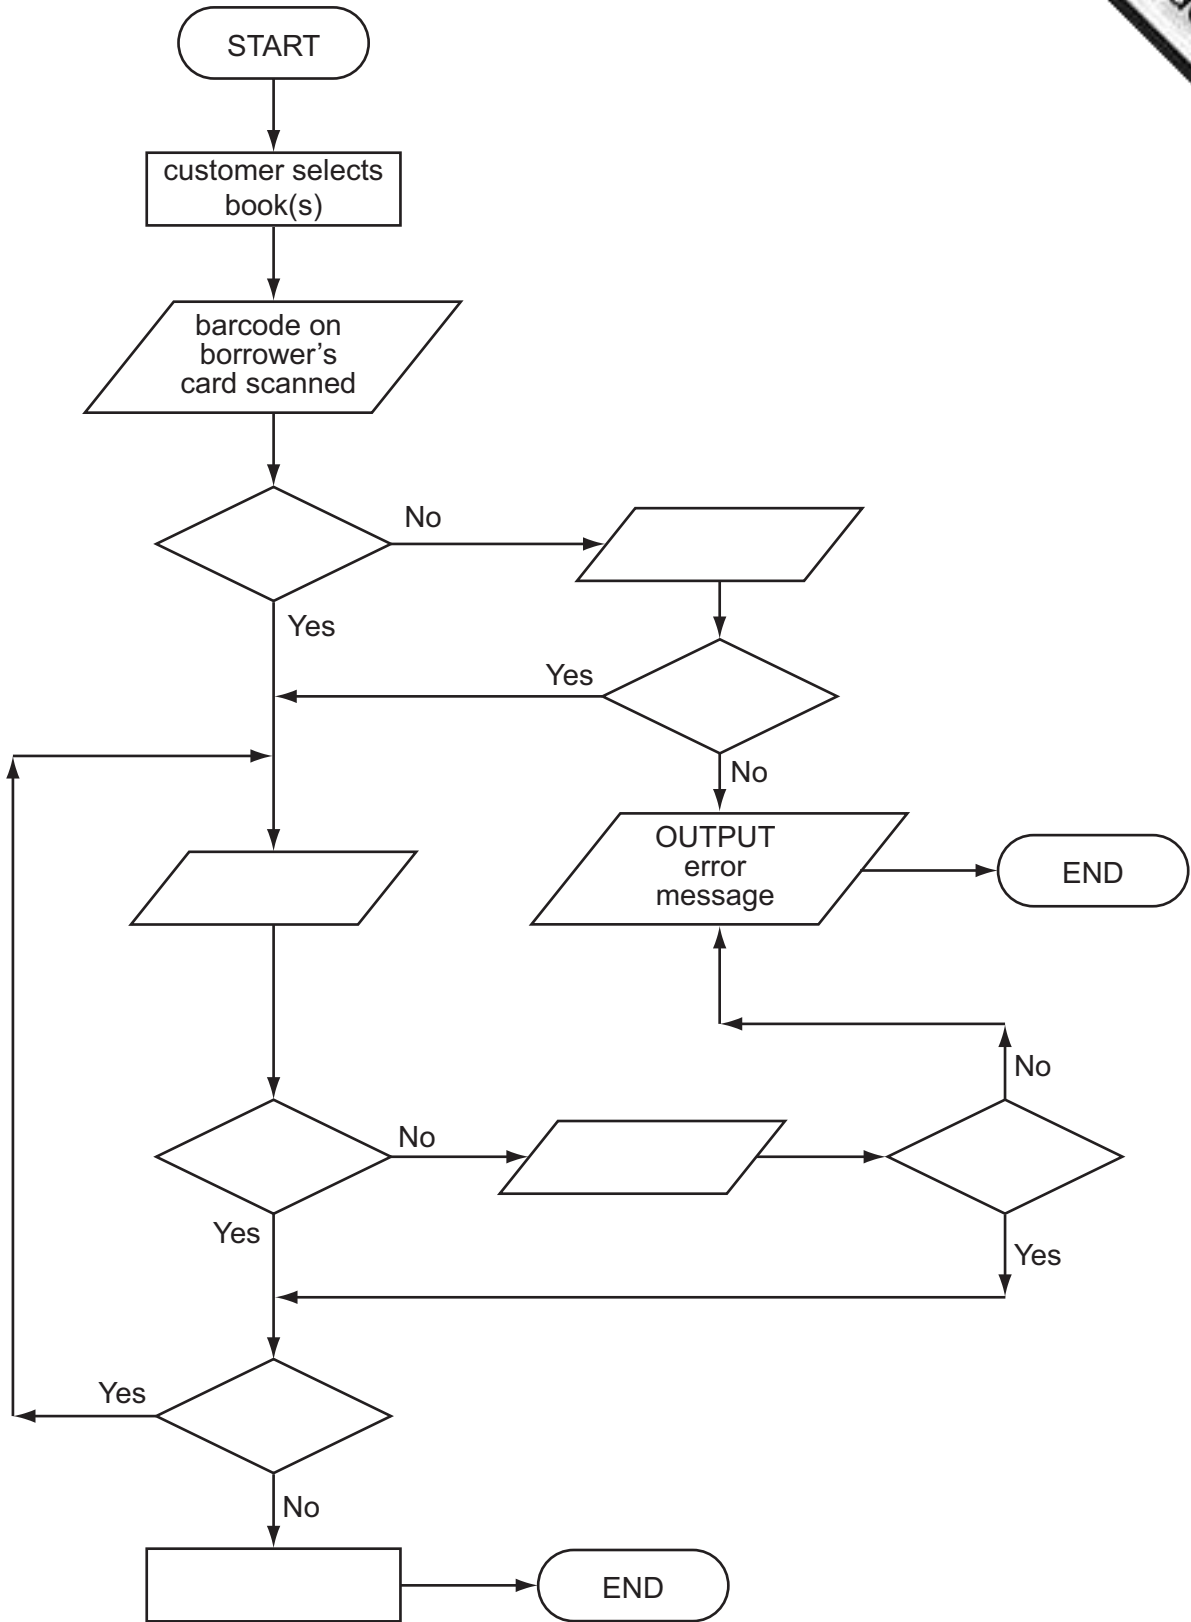 START
customer selects
book(s)
barcode on
borrower's
card scanned
No
Yes
Yes
No
OUTPUT
error
message
END
No
No
Yes
Yes
Yes
No
END